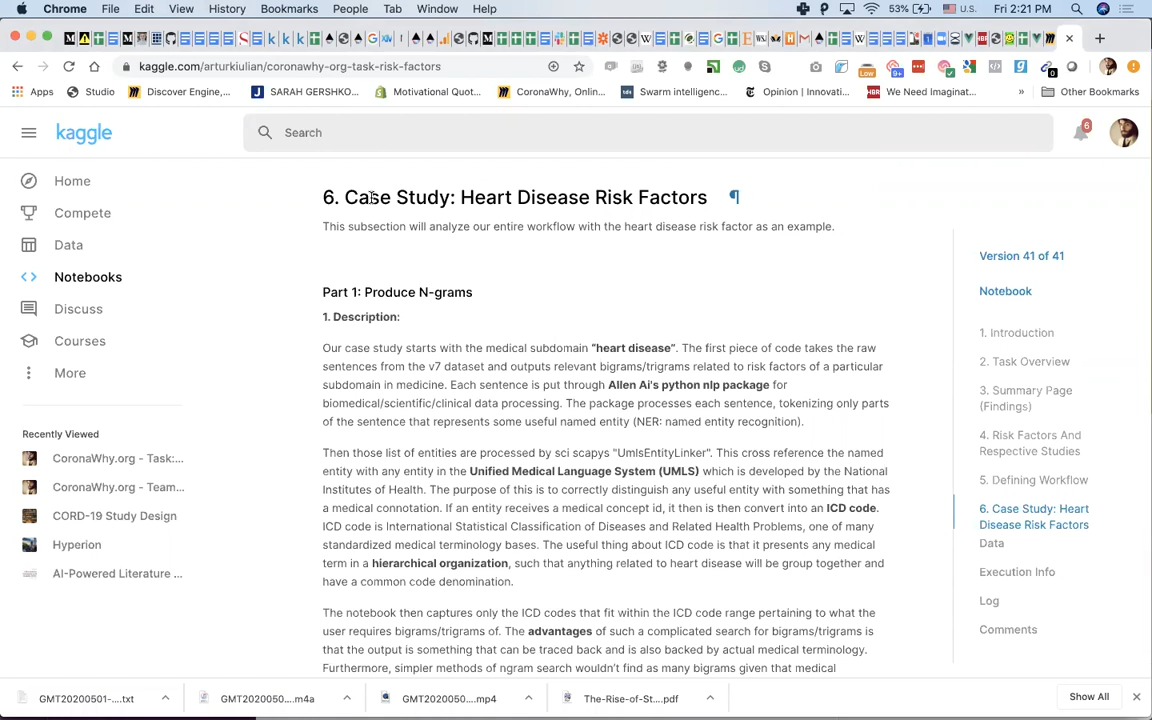 Chrome File Edit View History Bookmarks People Tab Window Help
53% U.S. Fri 2:21 PM
kaggle.com/arturkiulian/coronawhy-org-task-risk-factors
Apps Studio Discover Engine,... SARAH GERSHKO... Motivational Quot... CoronaWhy, Onlin... Swarm intelligenc... Opinion | Innovati... We Need Imaginat... » Other Bookmarks
kaggle
Search
6
Home
Compete
Data
Notebooks
Discuss
Courses
More
Recently Viewed
CoronaWhy.org - Task:...
CoronaWhy.org - Team...
CORD-19 Study Design
Hyperion
AI-Powered Literature ...
6. Case Study: Heart Disease Risk Factors ¶
This subsection will analyze our entire workflow with the heart disease risk factor as an example.
Part 1: Produce N-grams
1. Description:
Our case study starts with the medical subdomain “heart disease”. The first piece of code takes the raw
sentences from the v7 dataset and outputs relevant bigrams/trigrams related to risk factors of a particular
subdomain in medicine. Each sentence is put through Allen Ai's python nlp package for
biomedical/scientific/clinical data processing. The package processes each sentence, tokenizing only parts
of the sentence that represents some useful named entity (NER: named entity recognition).
Then those list of entities are processed by sci scapys "UmlsEntityLinker". This cross reference the named
entity with any entity in the Unified Medical Language System (UMLS) which is developed by the National
Institutes of Health. The purpose of this is to correctly distinguish any useful entity with something that has
a medical connotation. If an entity receives a medical concept id, it then is then convert into an ICD code.
ICD code is International Statistical Classification of Diseases and Related Health Problems, one of many
standardized medical terminology bases. The useful thing about ICD code is that it presents any medical
term in a hierarchical organization, such that anything related to heart disease will be group together and
have a common code denomination.
The notebook then captures only the ICD codes that fit within the ICD code range pertaining to what the
user requires bigrams/trigrams of. The advantages of such a complicated search for bigrams/trigrams is
that the output is something that can be traced back and is also backed by actual medical terminology.
Furthermore, simpler methods of ngram search wouldn't find as many bigrams given that medical
Version 41 of 41
Notebook
1. Introduction
2. Task Overview
3. Summary Page
(Findings)
4. Risk Factors And
Respective Studies
5. Defining Workflow
6. Case Study: Heart
Disease Risk Factors
Data
Execution Info
Log
Comments
GMT20200501-....txt GMT2020050....m4a GMT2020050....mp4 The-Rise-of-St....pdf Show All